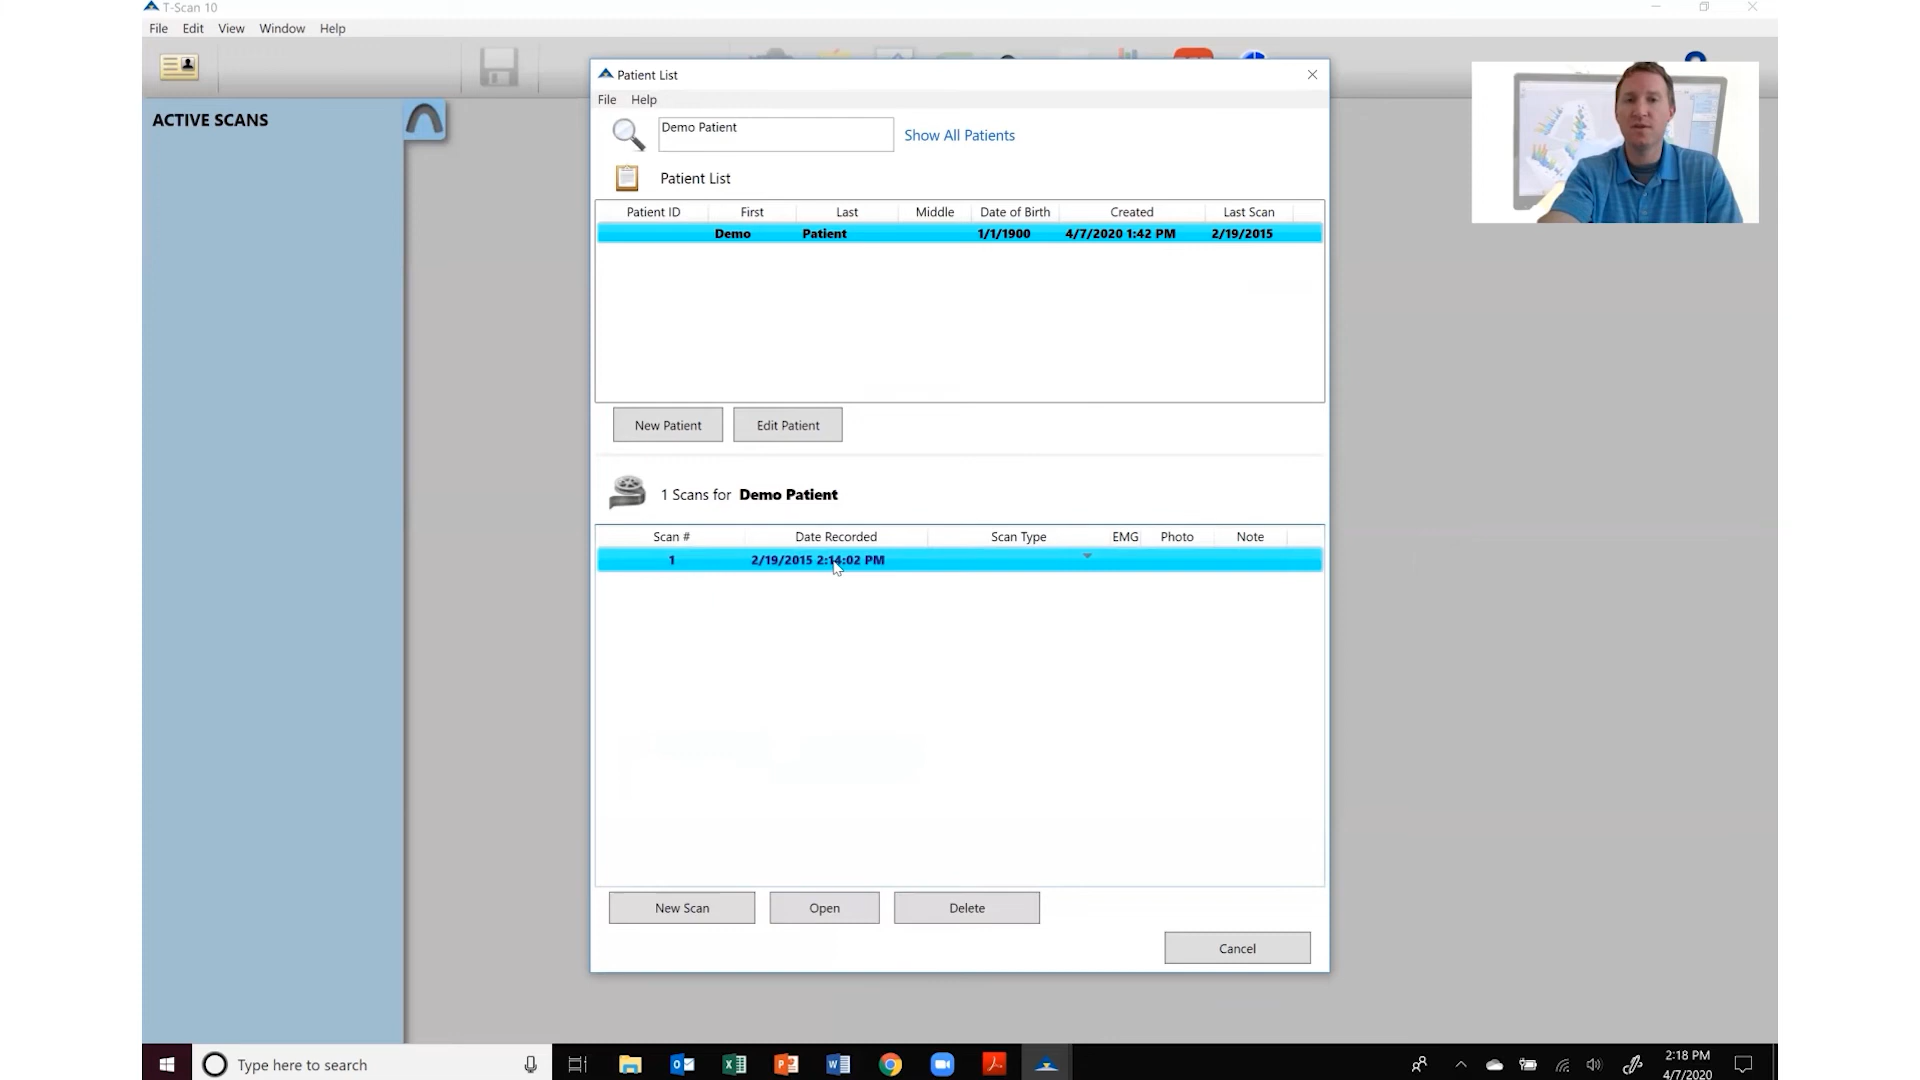 T-Scan 10
File Edit View Window Help
ACTIVE SCANS
Patient List
File Help
Demo Patient
Show All Patients
Patient List
Patient ID First Last Middle Date of Birth Created Last Scan
Demo Patient 1/1/1900 4/7/2020 1:42 PM 2/19/2015
New Patient Edit Patient
1 Scans for Demo Patient
Scan # Date Recorded Scan Type EMG Photo Note
1 2/19/2015 2:14:02 PM
New Scan Open Delete
Cancel
Type here to search
2:18 PM
4/7/2020